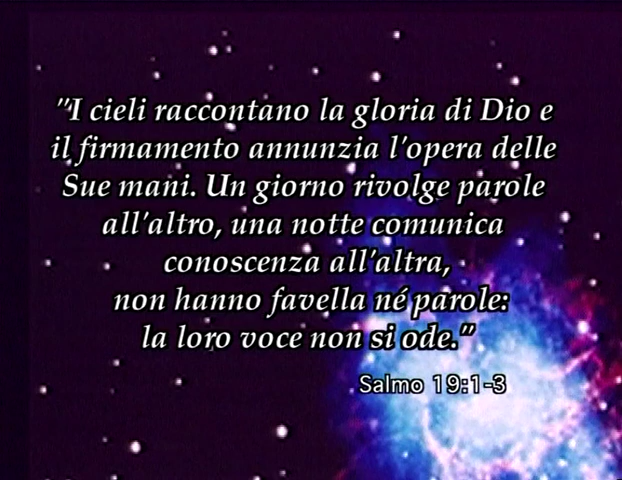 "I cieli raccontano la gloria di Dio e
il firmamento annunzia l'opera delle
Sue mani. Un giorno rivolge parole
all'altro, una notte comunica
conoscenza all'altra,
non hanno favella né parole:
la loro voce non si ode."
Salmo 19:1-3